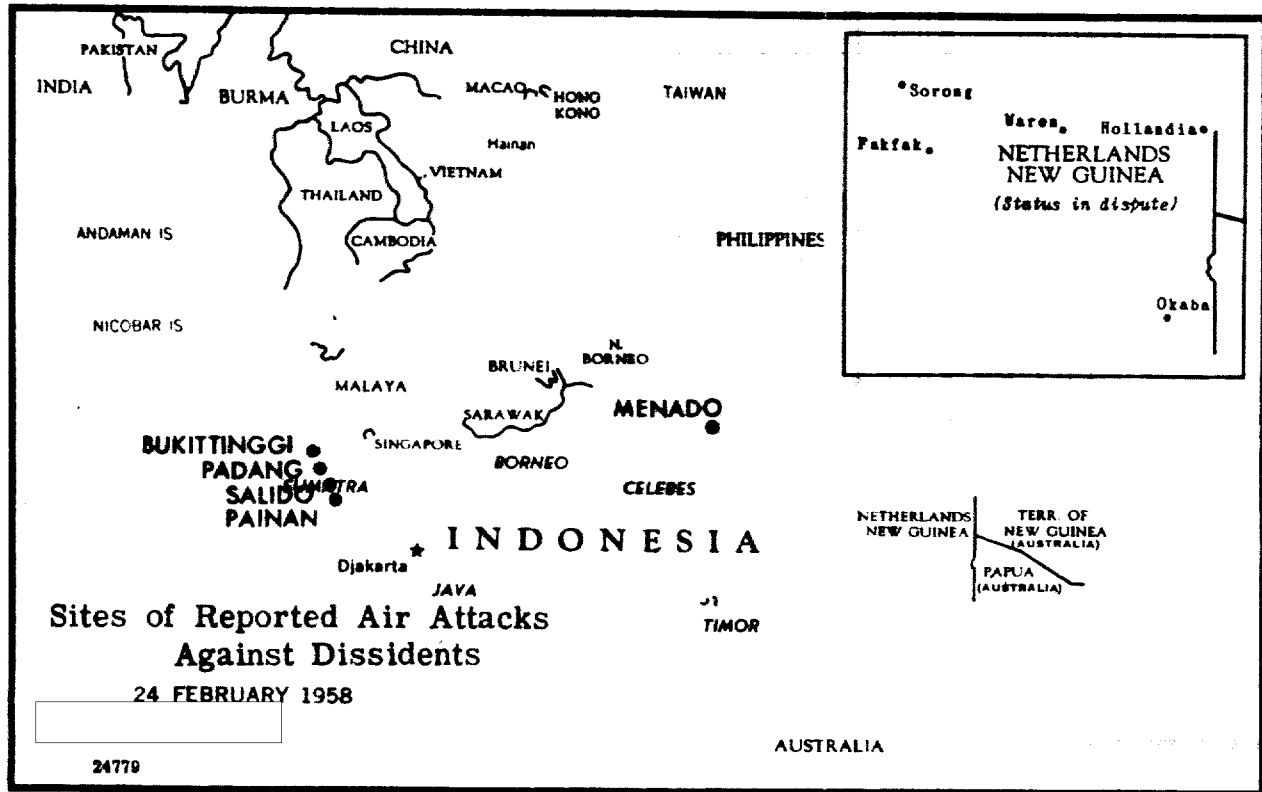 PAKISTAN
INDIA
BURMA
CHINA
MACAO
HONG
KONG
TAIWAN
LAOS
Hainan
VIETNAM
THAILAND
CAMBODIA
ANDAMAN IS
PHILIPPINES
NICOBAR IS
MALAYA
BRUNEI
N.
BORNEO
SARAWAK
MENADO
SINGAPORE
BUKITTINGGI
PADANG
SUMATRA
SALIDO
PAINAN
BORNEO
CELEBES
INDONESIA
Djakarta
JAVA
TIMOR
NETHERLANDS
NEW GUINEA
TERR. OF
NEW GUINEA
(AUSTRALIA)
PAPUA
(AUSTRALIA)
AUSTRALIA
Sorong
Waren
Hollandia
Fakfak
NETHERLANDS
NEW GUINEA
(Status in dispute)
Okaba
Sites of Reported Air Attacks
Against Dissidents
24 FEBRUARY 1958
24779